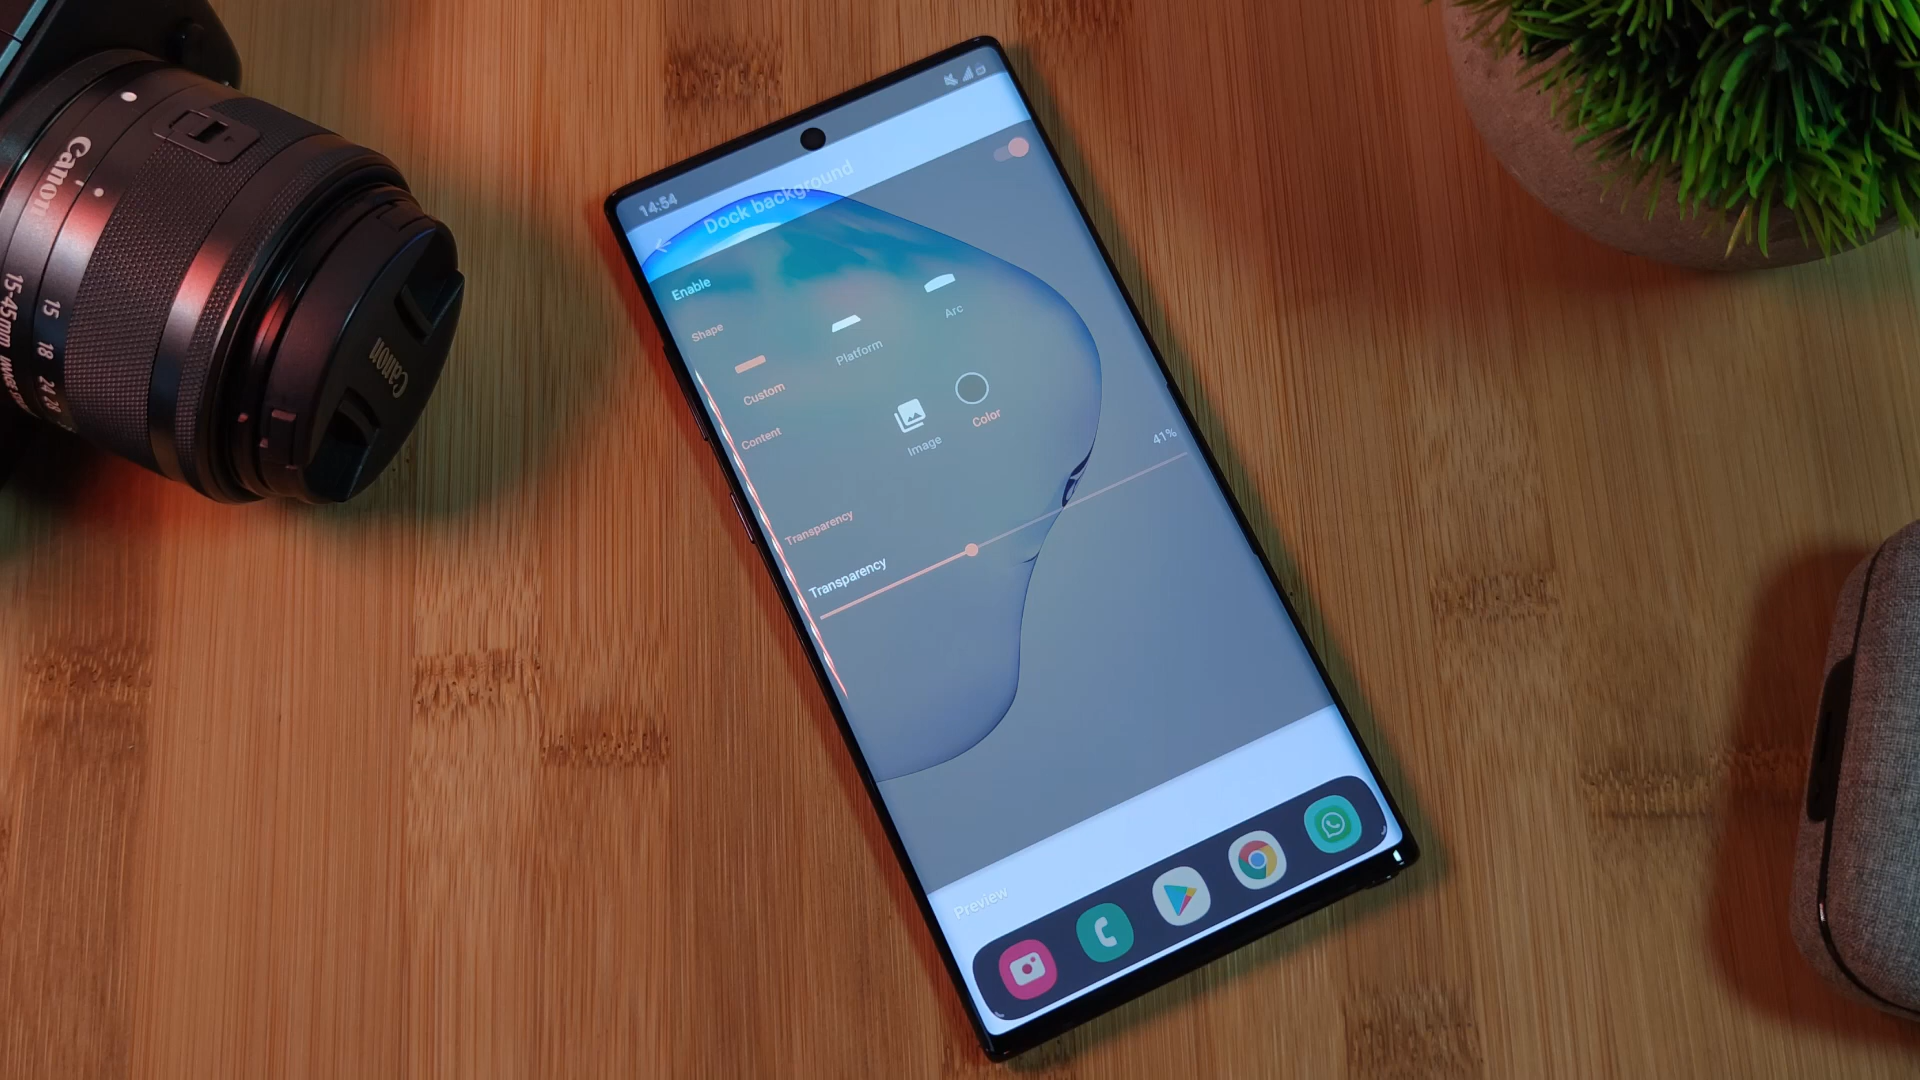 Canon
15-45mm
15
18
24
28
Canon
14:54
Dock background
Enable
Shape
Custom
Platform
Arc
Content
Image
Color
Transparency
41%
Transparency
Preview